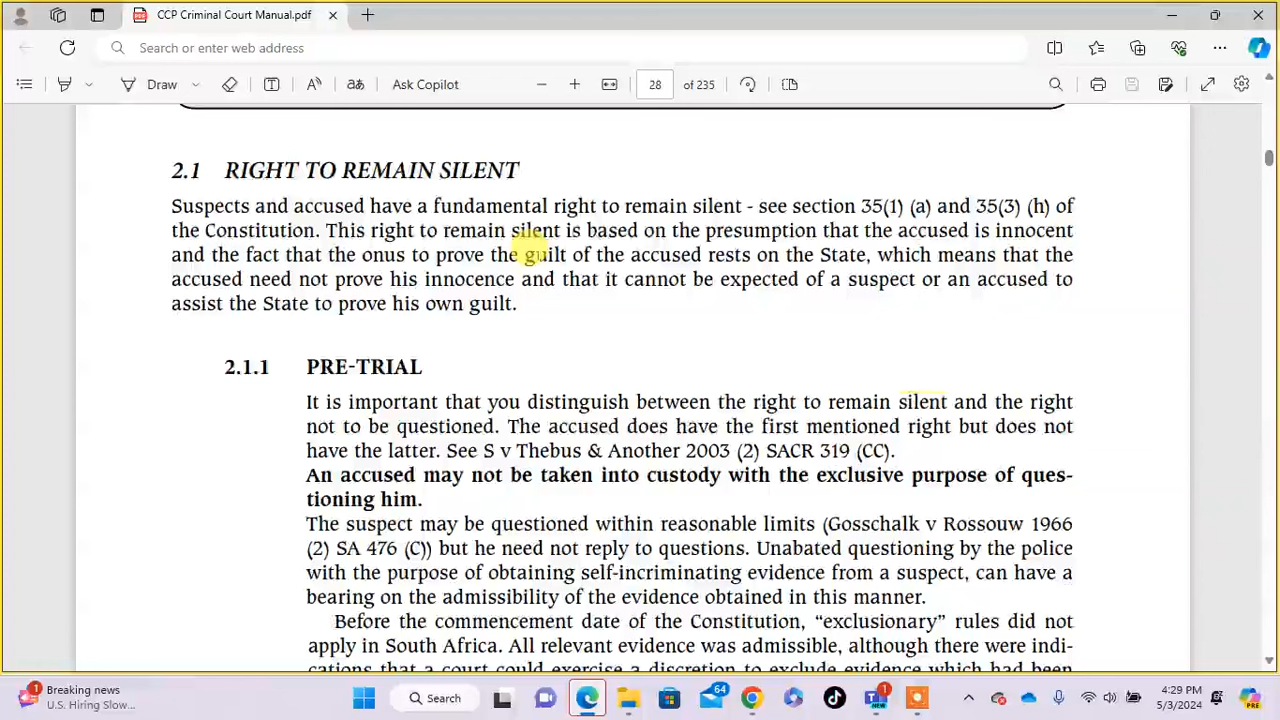 CCP Criminal Court Manual.pdf
Search or enter web address
Draw
Ask Copilot
28
of 235
2.1 RIGHT TO REMAIN SILENT
Suspects and accused have a fundamental right to remain silent - see section 35(1) (a) and 35(3) (h) of
the Constitution. This right to remain silent is based on the presumption that the accused is innocent
and the fact that the onus to prove the guilt of the accused rests on the State, which means that the
accused need not prove his innocence and that it cannot be expected of a suspect or an accused to
assist the State to prove his own guilt.
2.1.1 PRE-TRIAL
It is important that you distinguish between the right to remain silent and the right
not to be questioned. The accused does have the first mentioned right but does not
have the latter. See S v Thebus & Another 2003 (2) SACR 319 (CC).
An accused may not be taken into custody with the exclusive purpose of ques-
tioning him.
The suspect may be questioned within reasonable limits (Gosschalk v Rossouw 1966
(2) SA 476 (C)) but he need not reply to questions. Unabated questioning by the police
with the purpose of obtaining self-incriminating evidence from a suspect, can have a
bearing on the admissibility of the evidence obtained in this manner.
Before the commencement date of the Constitution, “exclusionary” rules did not
apply in South Africa. All relevant evidence was admissible, although there were indi-
cations that a court could exercise a discretion to exclude evidence which had been
1
Breaking news
U.S. Hiring Slow...
Search
64
1
NEW
4:29 PM
5/3/2024
PRE